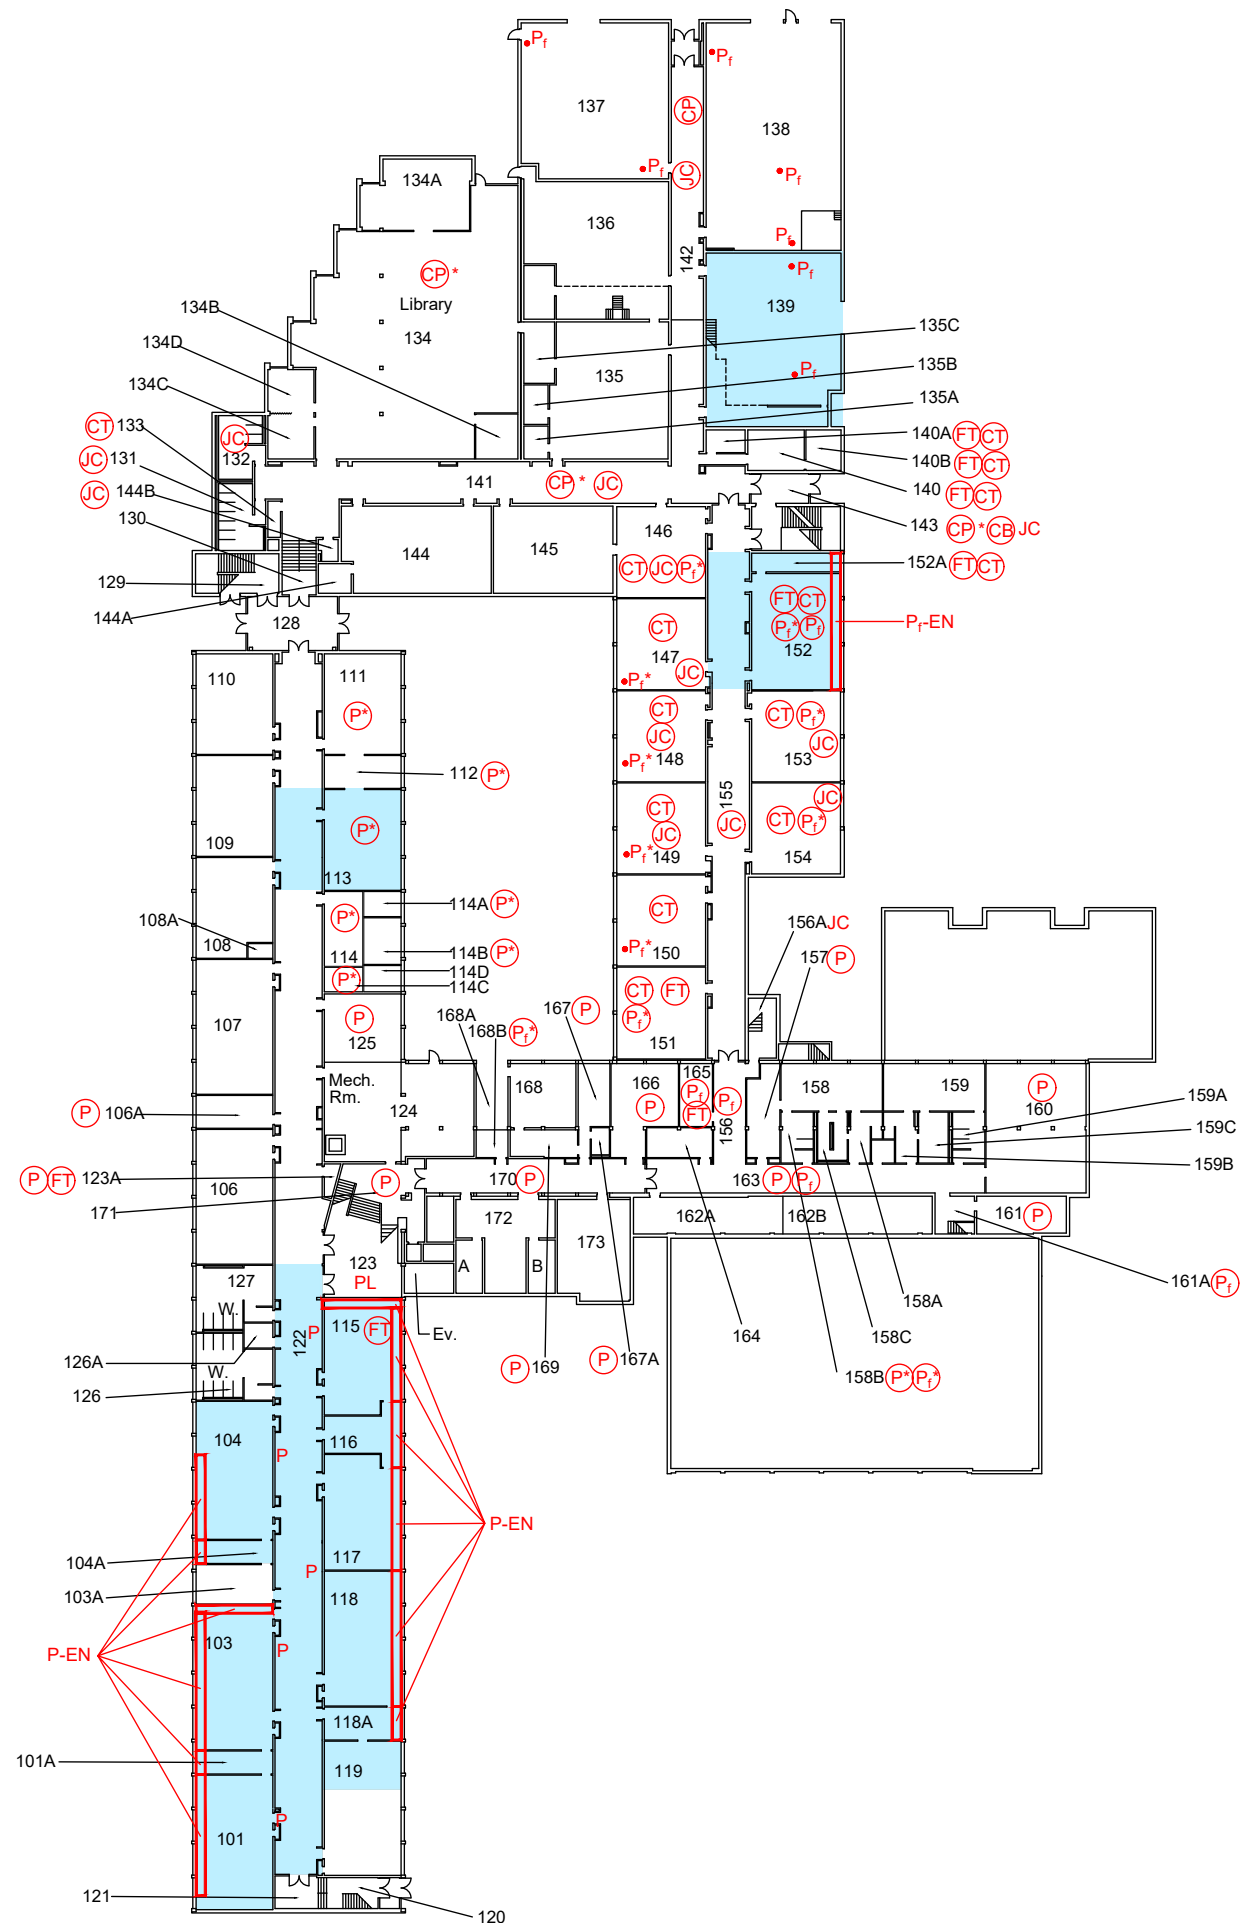 Pf
Pf
137
CP
138
134A
Pf
JC
Pf
136
142
Pf
CP *
Pf
Library
139
134B
134
135C
134D
135
135B
Pf
134C
135A
CT 133
JC
140A FT CT
JC 131
132
140B FT CT
JC 144B
141
CP * JC
140 FT CT
130
146
143 CP * CB JC
144
145
129
CT JC Pf*
152A FT CT
144A
FT CT
128
CT
Pf* Pf
Pf-EN
147
152
110
111
JC
Pf*
P*
CT
CT Pf*
JC
JC
112 P*
Pf* 148
153
155
JC
CT
P*
JC
JC
CT Pf*
109
Pf* 149
154
113
114A P*
P*
CT
108A
156A JC
108
114
114B P*
Pf* 150
157 P
114D
P*
114C
CT FT
167 P
P
168A
168B Pf*
Pf*
107
125
151
Mech.
Rm.
168
165
158
159
P
166
Pf
160
P
Pf
159A
P 106A
124
FT
156
159C
159B
P FT 123A
P
170 P
163 P Pf
106
171
172
162A
162B
161 P
173
123
161A Pf
127
A
B
PL
158A
W.
122
P
115 FT
Ev.
164
158C
126A
P 169
P 167A
W.
158B P* Pf*
126
104
116
P
P-EN
104A
117
P
103A
118
103
P
P-EN
118A
101A
119
P
101
121
120